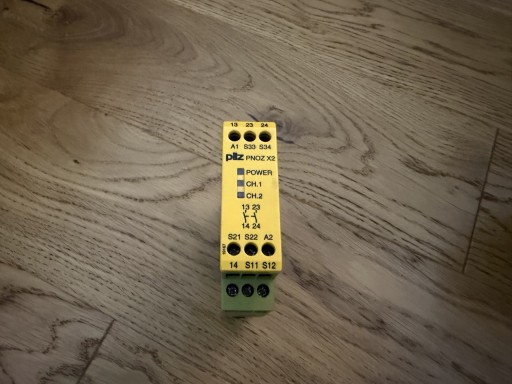 13 23 24
A1 S33 S34
pilz PNOZ X2
POWER
CH.1
CH.2
13 23
14 24
S21 S22 A2
14 S11 S12